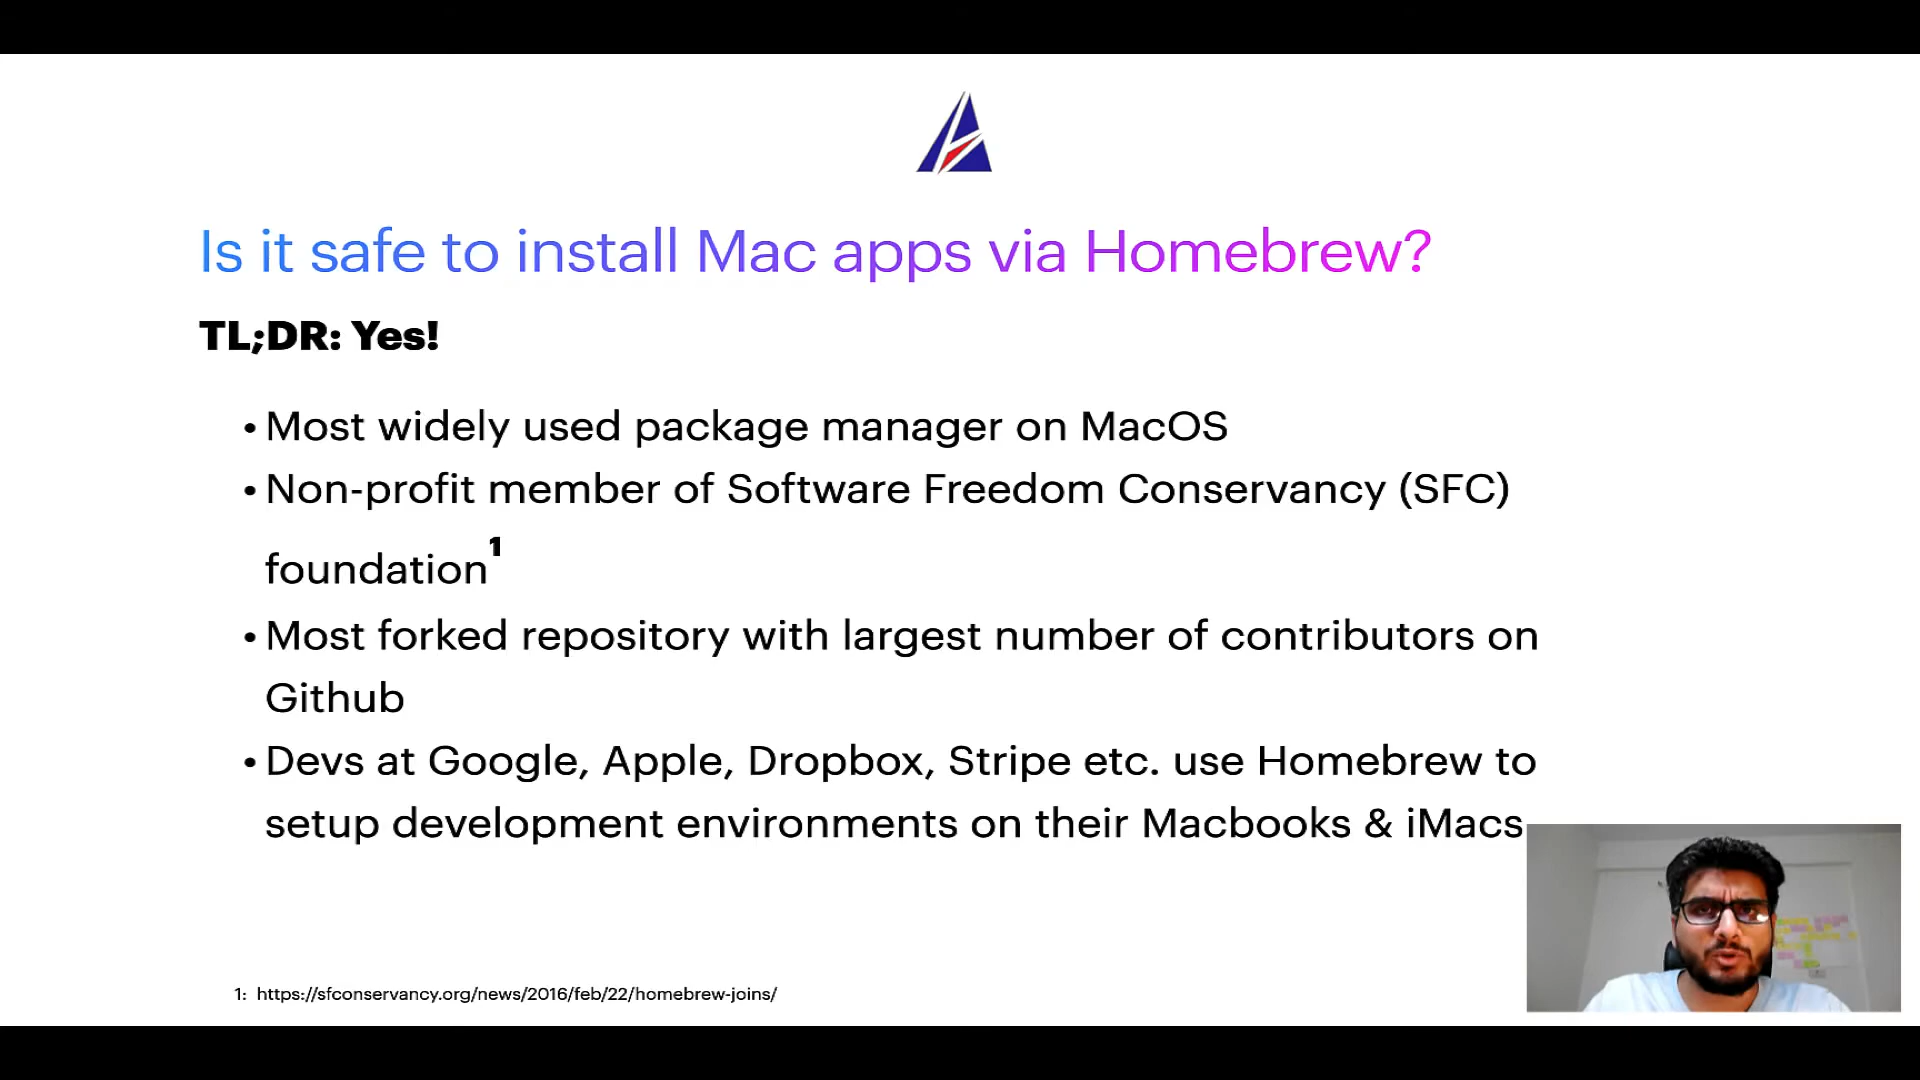 Is it safe to install Mac apps via Homebrew?
TL;DR: Yes!
• Most widely used package manager on MacOS
• Non-profit member of Software Freedom Conservancy (SFC)
foundation1
• Most forked repository with largest number of contributors on
Github
• Devs at Google, Apple, Dropbox, Stripe etc. use Homebrew to
setup development environments on their Macbooks & iMacs
1: https://sfconservancy.org/news/2016/feb/22/homebrew-joins/